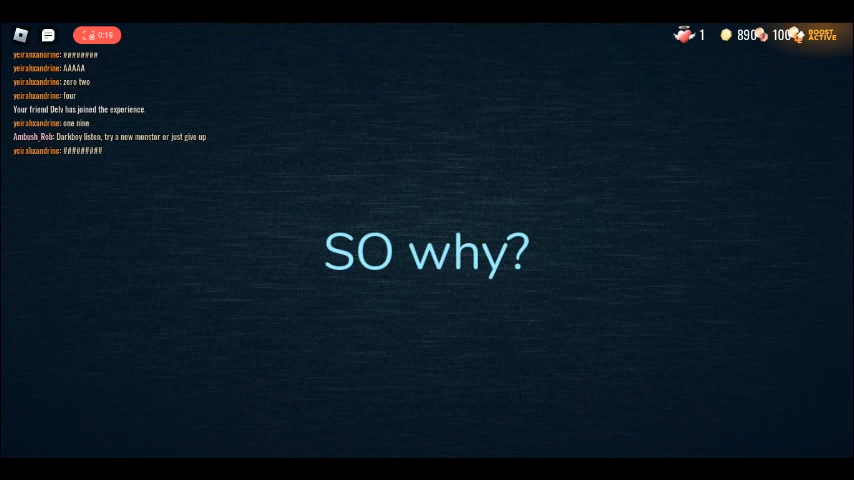 0:19
1
890
100
BOOST
ACTIVE
yeirahxandrine: ########
yeirahxandrine: AAAAA
yeirahxandrine: zero two
yeirahxandrine: four
Your friend Delv has joined the experience.
yeirahxandrine: one nine
Ambush_Rob: Darkboy listen, try a new monster or just give up
yeirahxandrine: #########
SO why?